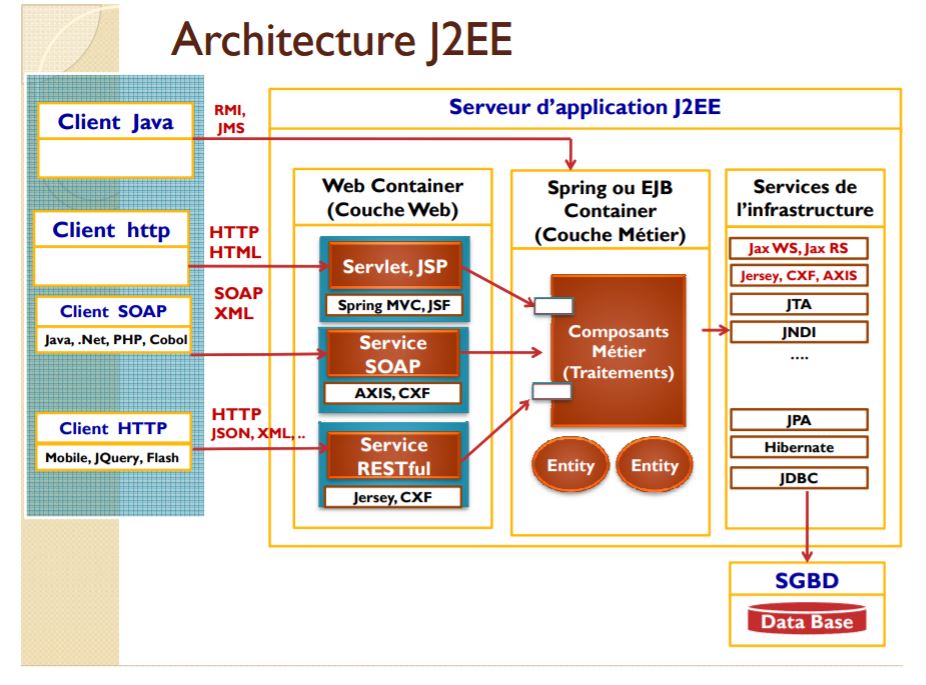 Architecture J2EE
Client Java
RMI,
JMS
Client http
HTTP
HTML
Client SOAP
Java, .Net, PHP, Cobol
SOAP
XML
Client HTTP
Mobile, JQuery, Flash
HTTP
JSON, XML, ..
Serveur d'application J2EE
Web Container
(Couche Web)
Servlet, JSP
Spring MVC, JSF
Service
SOAP
AXIS, CXF
Service
RESTful
Jersey, CXF
Spring ou EJB
Container
(Couche Métier)
Composants
Métier
(Traitements)
Entity
Entity
Services de
l'infrastructure
Jax WS, Jax RS
Jersey, CXF, AXIS
JTA
JNDI
....
JPA
Hibernate
JDBC
SGBD
Data Base